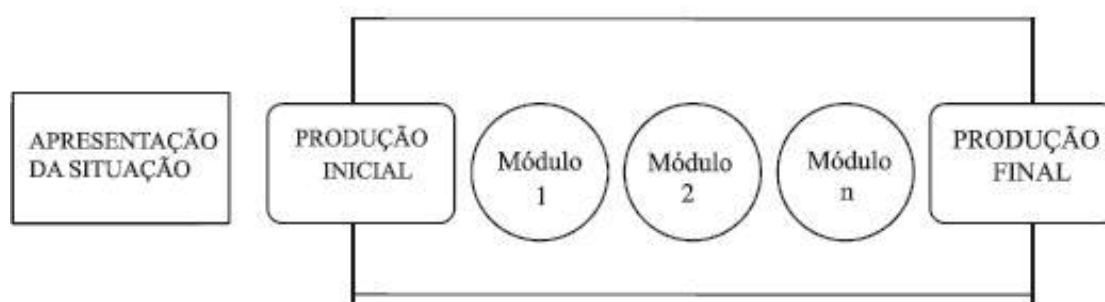 APRESENTAÇÃO
DA SITUAÇÃO
PRODUÇÃO
INICIAL
Módulo
1
Módulo
2
Módulo
n
PRODUÇÃO
FINAL